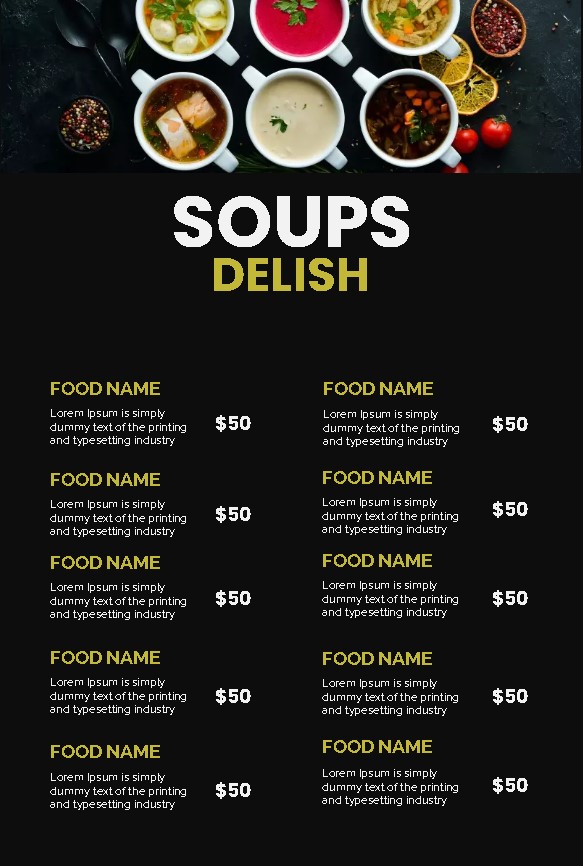 SOUPS
DELISH
FOOD NAME
Lorem Ipsum is simply
dummy text of the printing
and typesetting industry
$50
FOOD NAME
Lorem Ipsum is simply
dummy text of the printing
and typesetting industry
$50
FOOD NAME
Lorem Ipsum is simply
dummy text of the printing
and typesetting industry
$50
FOOD NAME
Lorem Ipsum is simply
dummy text of the printing
and typesetting industry
$50
FOOD NAME
Lorem Ipsum is simply
dummy text of the printing
and typesetting industry
$50
FOOD NAME
Lorem Ipsum is simply
dummy text of the printing
and typesetting industry
$50
FOOD NAME
Lorem Ipsum is simply
dummy text of the printing
and typesetting industry
$50
FOOD NAME
Lorem Ipsum is simply
dummy text of the printing
and typesetting industry
$50
FOOD NAME
Lorem Ipsum is simply
dummy text of the printing
and typesetting industry
$50
FOOD NAME
Lorem Ipsum is simply
dummy text of the printing
and typesetting industry
$50